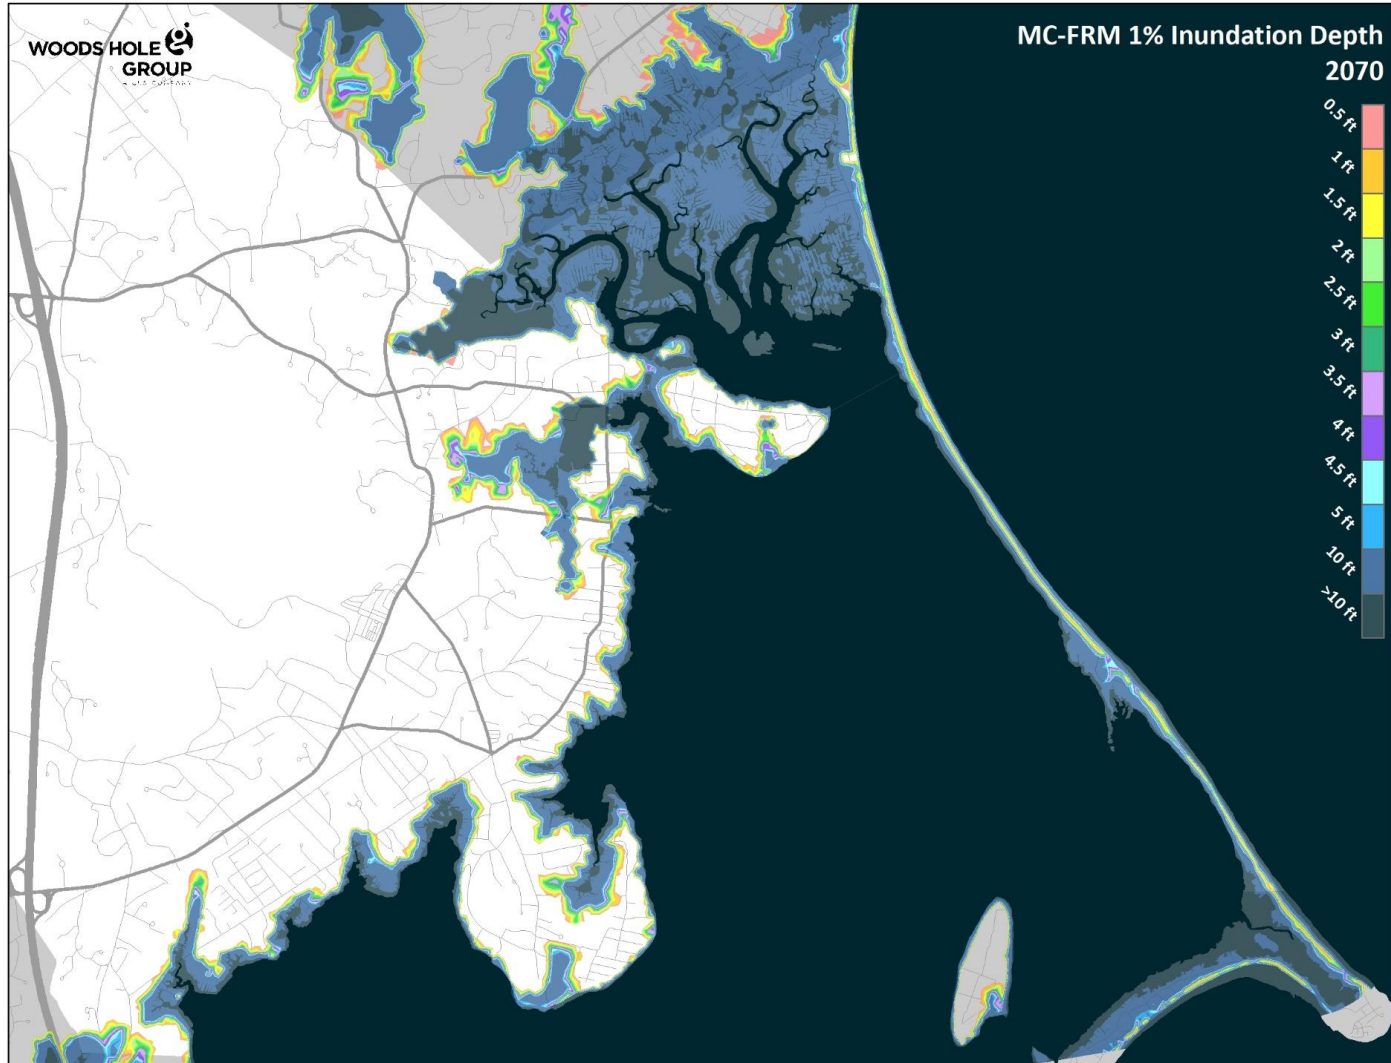 WOODS HOLE
GROUP
MC-FRM 1% Inundation Depth
2070
0.5 ft
1 ft
1.5 ft
2 ft
2.5 ft
3 ft
3.5 ft
4 ft
4.5 ft
5 ft
10 ft
>10 ft